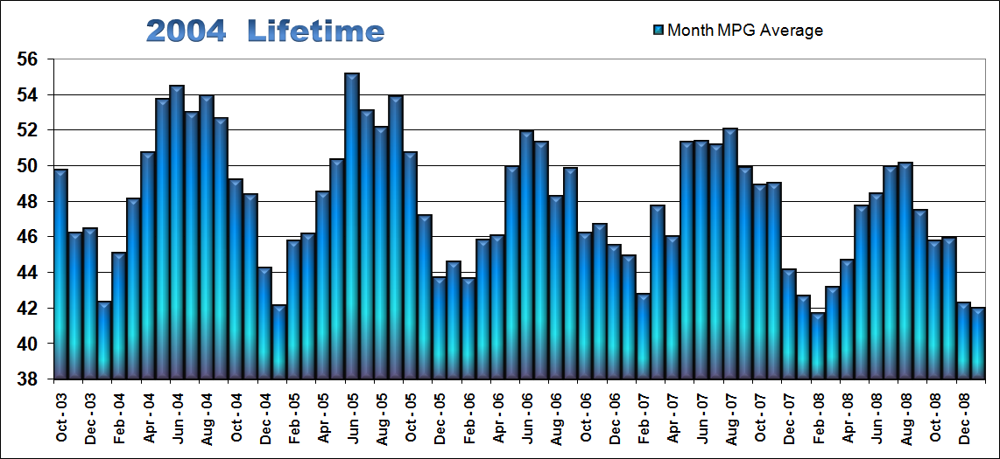 2004 Lifetime
Month MPG Average
56
54
52
50
48
46
44
42
40
38
Oct - 03
Dec - 03
Feb - 04
Apr - 04
Jun - 04
Aug - 04
Oct - 04
Dec - 04
Feb - 05
Apr - 05
Jun - 05
Aug - 05
Oct - 05
Dec - 05
Feb - 06
Apr - 06
Jun - 06
Aug - 06
Oct - 06
Dec - 06
Feb - 07
Apr - 07
Jun - 07
Aug - 07
Oct - 07
Dec - 07
Feb - 08
Apr - 08
Jun - 08
Aug - 08
Oct - 08
Dec - 08